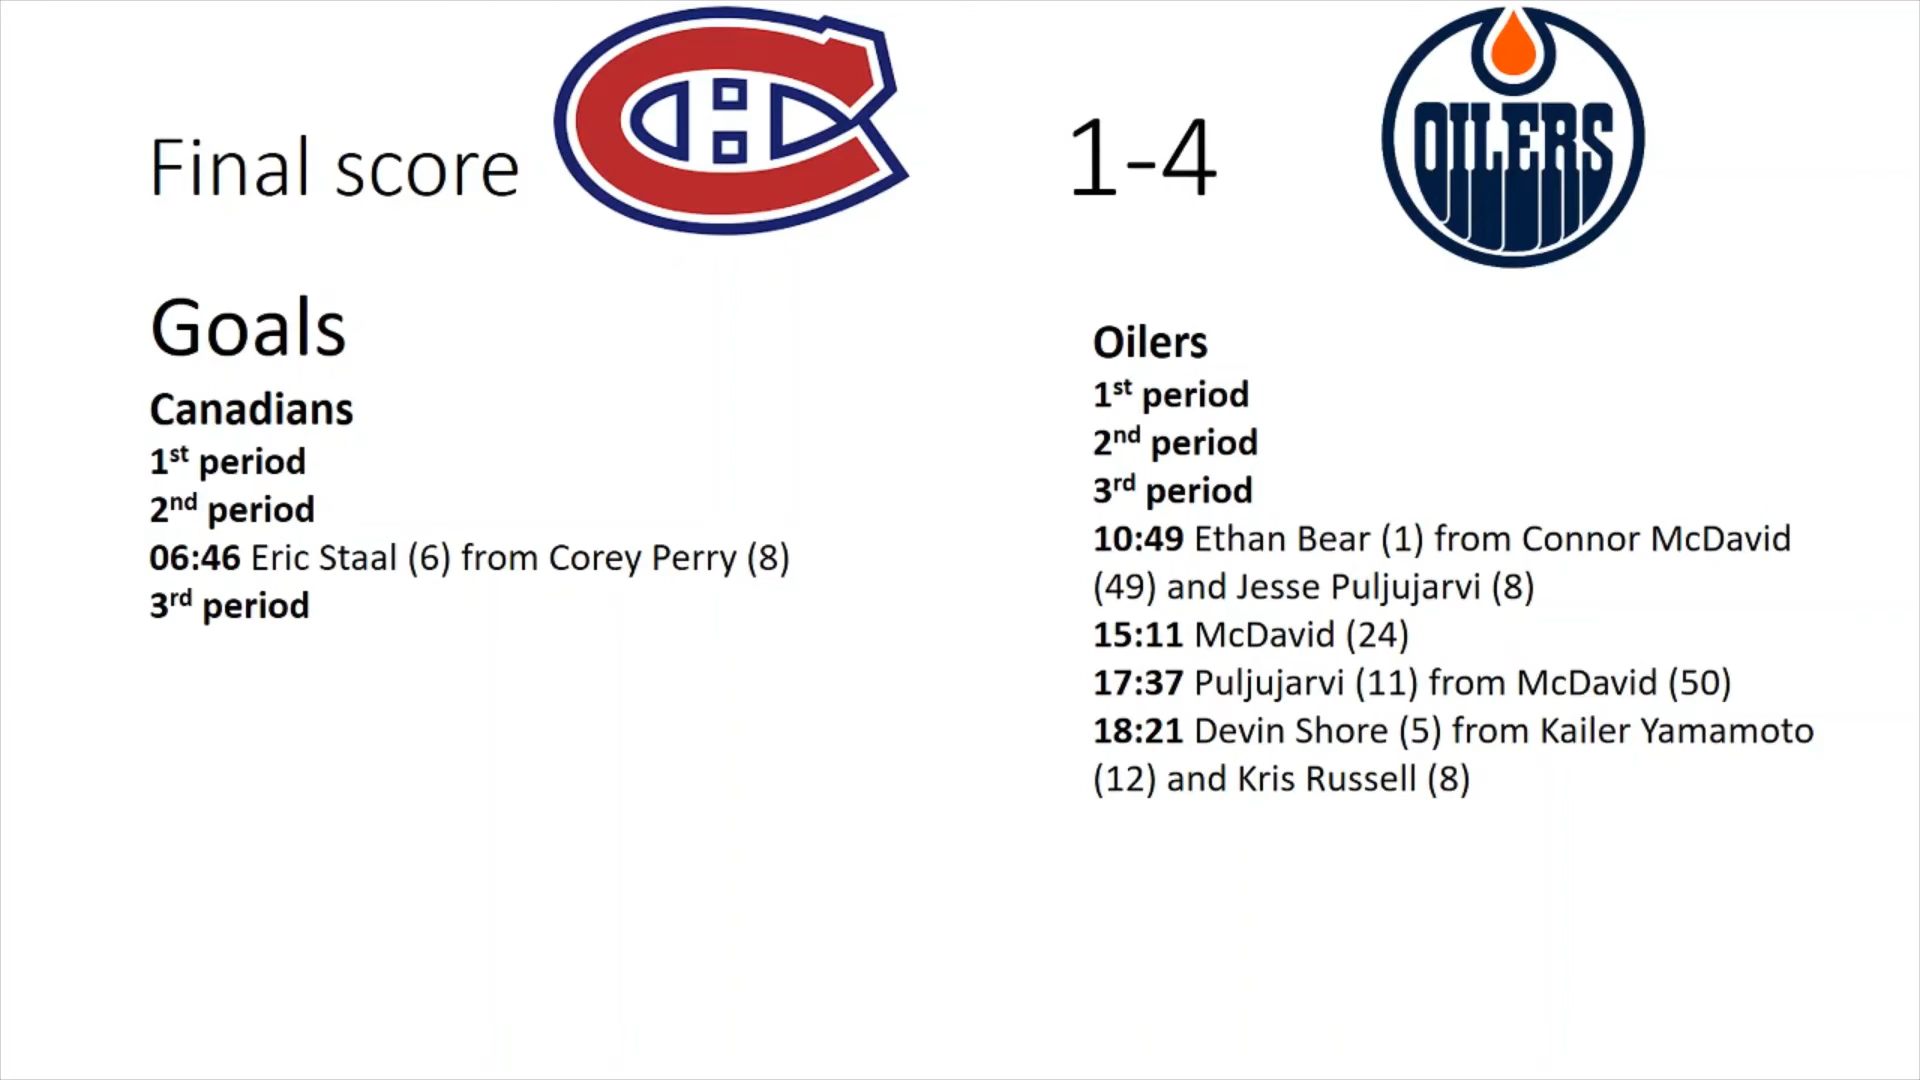 Final score
1-4
OILERS
Goals
Canadians
1st period
2nd period
06:46 Eric Staal (6) from Corey Perry (8)
3rd period
Oilers
1st period
2nd period
3rd period
10:49 Ethan Bear (1) from Connor McDavid
(49) and Jesse Puljujarvi (8)
15:11 McDavid (24)
17:37 Puljujarvi (11) from McDavid (50)
18:21 Devin Shore (5) from Kailer Yamamoto
(12) and Kris Russell (8)